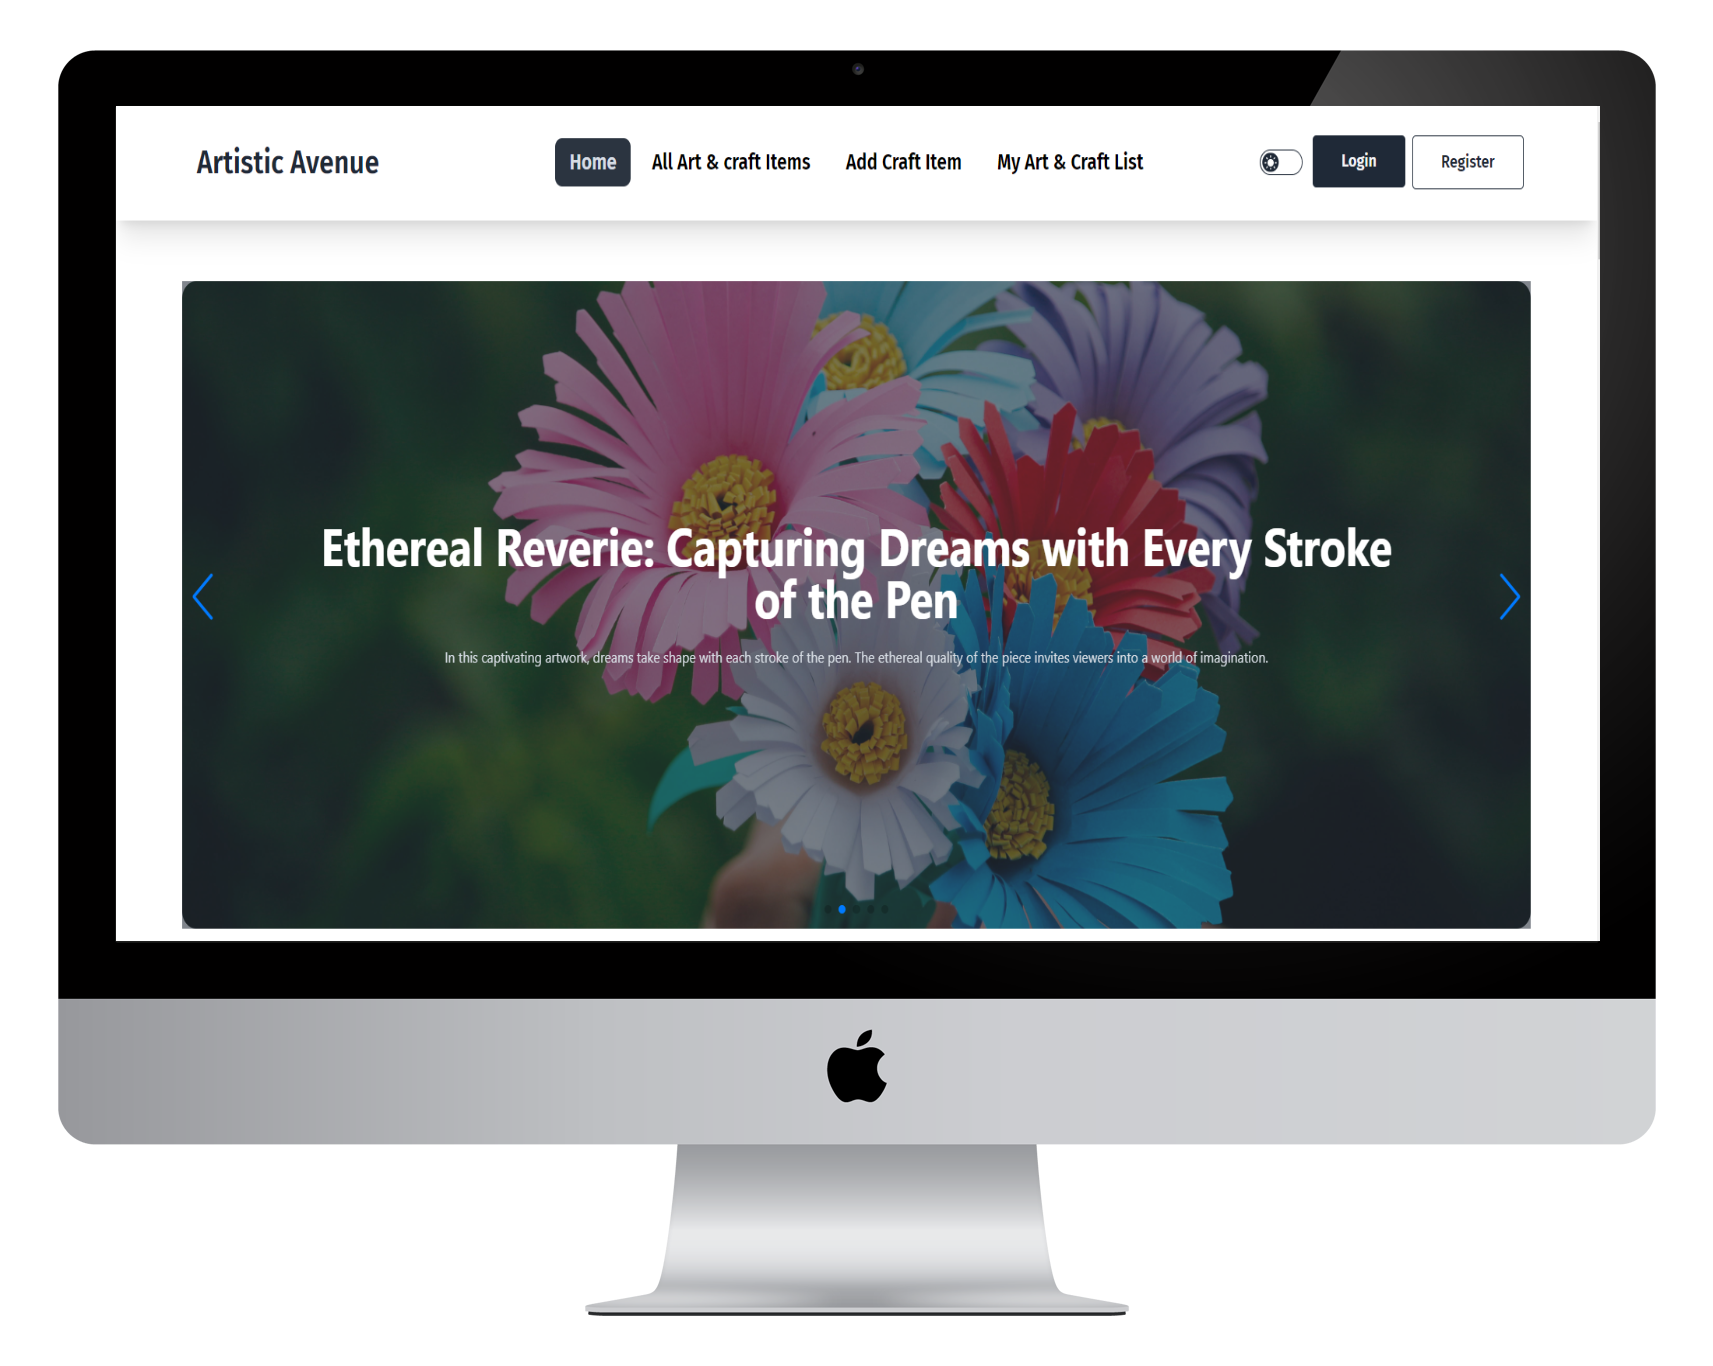 Artistic Avenue
Home
All Art & craft Items
Add Craft Item
My Art & Craft List
Login
Register
Ethereal Reverie: Capturing Dreams with Every Stroke
of the Pen
In this captivating artwork, dreams take shape with each stroke of the pen. The ethereal quality of the piece invites viewers into a world of imagination.